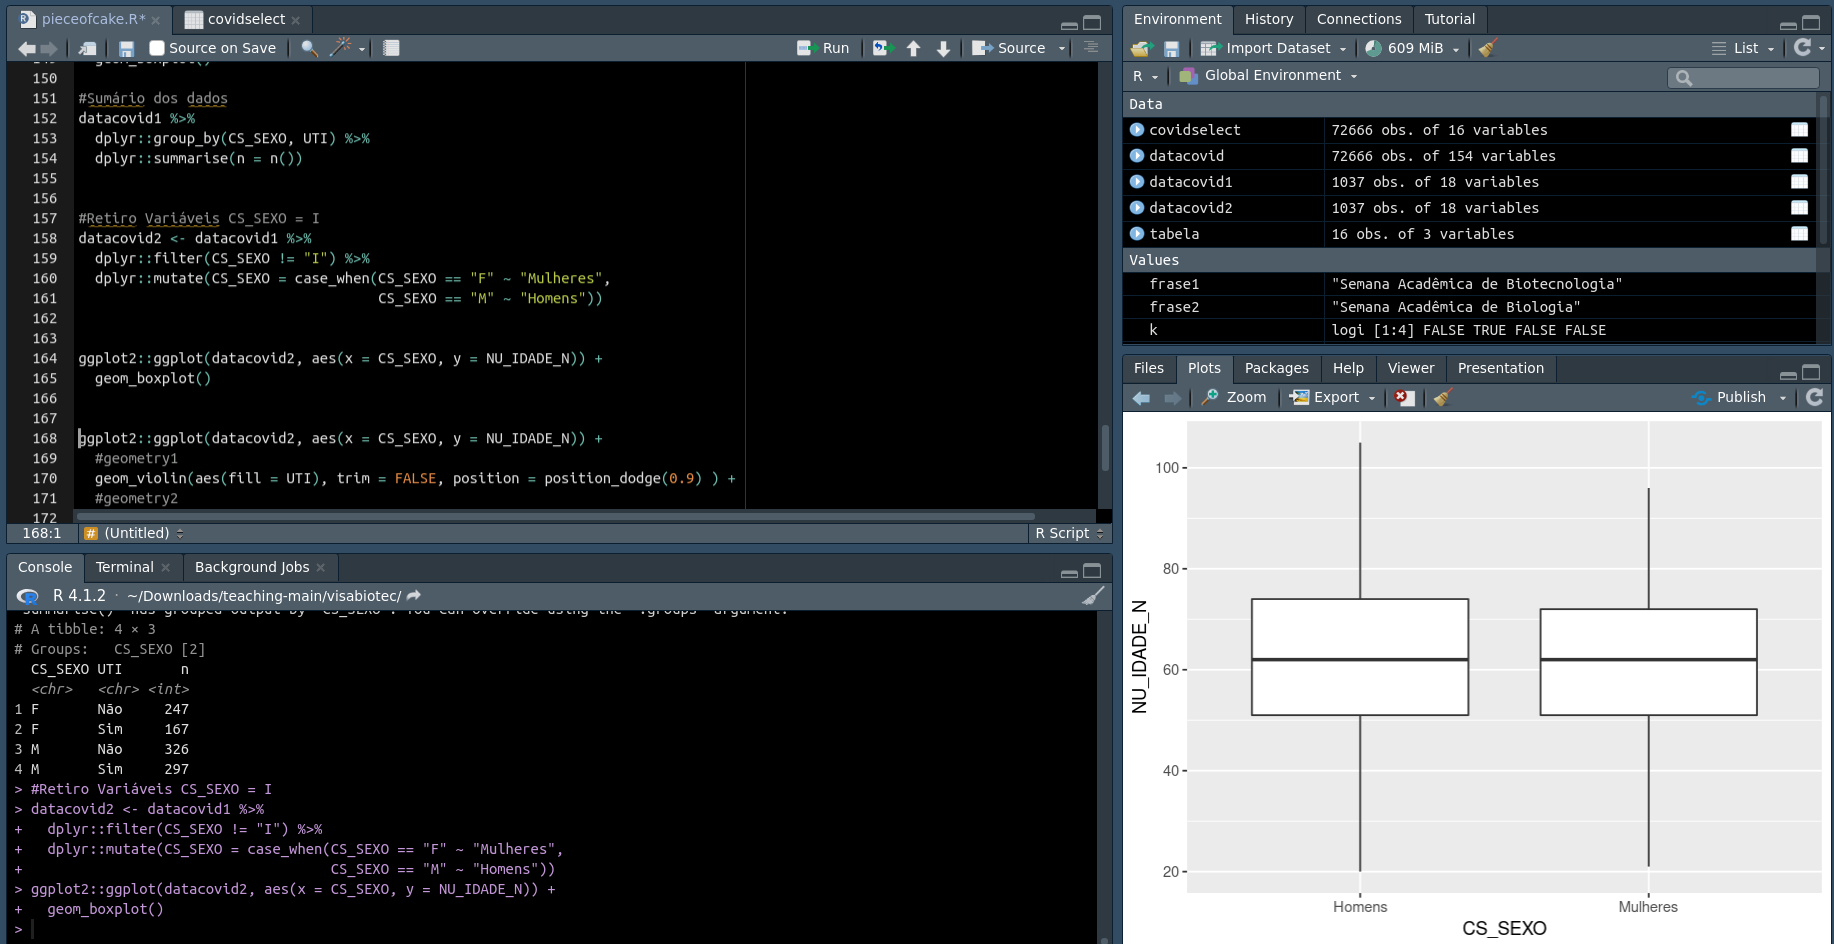 pieceofcake.R*
covidselect
Source on Save
Run
Source
150
151 #Sumário dos dados
152 datacovid1 %>%
153 dplyr::group_by(CS_SEXO, UTI) %>%
154 dplyr::summarise(n = n())
155
156
157 #Retiro Variáveis CS_SEXO = I
158 datacovid2 <- datacovid1 %>%
159 dplyr::filter(CS_SEXO != "I") %>%
160 dplyr::mutate(CS_SEXO = case_when(CS_SEXO == "F" ~ "Mulheres",
161 CS_SEXO == "M" ~ "Homens"))
162
163
164 ggplot2::ggplot(datacovid2, aes(x = CS_SEXO, y = NU_IDADE_N)) +
165 geom_boxplot()
166
167
168 ggplot2::ggplot(datacovid2, aes(x = CS_SEXO, y = NU_IDADE_N)) +
169 #geometry1
170 geom_violin(aes(fill = UTI), trim = FALSE, position = position_dodge(0.9) ) +
171 #geometry2
172
168:1 # (Untitled) R Script
Console Terminal Background Jobs
R 4.1.2 · ~/Downloads/teaching-main/visabiotec/
# A tibble: 4 × 3
# Groups: CS_SEXO [2]
CS_SEXO UTI n
<chr> <chr> <int>
1 F Não 247
2 F Sim 167
3 M Não 326
4 M Sim 297
> #Retiro Variáveis CS_SEXO = I
> datacovid2 <- datacovid1 %>%
+ dplyr::filter(CS_SEXO != "I") %>%
+ dplyr::mutate(CS_SEXO = case_when(CS_SEXO == "F" ~ "Mulheres",
+ CS_SEXO == "M" ~ "Homens"))
> ggplot2::ggplot(datacovid2, aes(x = CS_SEXO, y = NU_IDADE_N)) +
+ geom_boxplot()
>
Environment History Connections Tutorial
Import Dataset 609 MiB List
R Global Environment
Data
covidselect 72666 obs. of 16 variables
datacovid 72666 obs. of 154 variables
datacovid1 1037 obs. of 18 variables
datacovid2 1037 obs. of 18 variables
tabela 16 obs. of 3 variables
Values
frase1 "Semana Acadêmica de Biotecnologia"
frase2 "Semana Acadêmica de Biologia"
k logi [1:4] FALSE TRUE FALSE FALSE
Files Plots Packages Help Viewer Presentation
Zoom Export Publish
100
80
60
40
20
NU_IDADE_N
Homens Mulheres
CS_SEXO